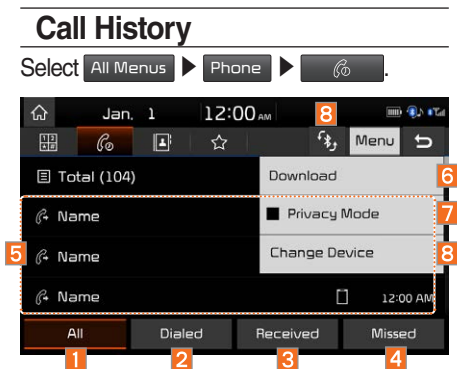 Call History
Select All Menus ▶ Phone ▶ .
Jan. 1 12:00 AM 8
Menu
Total (104) Download 6
Name Privacy Mode 7
5 Name Change Device 8
Name 12:00 AM
All Dialed Received Missed
1 2 3 4